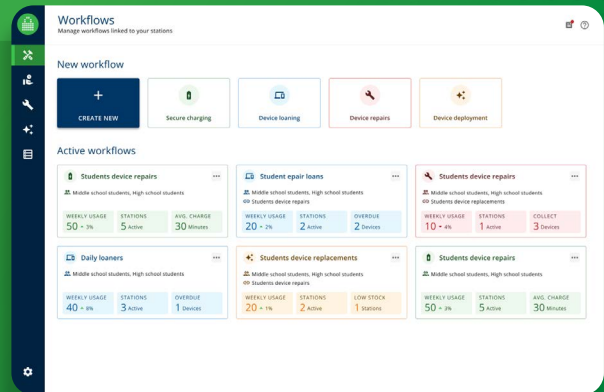 Workflows
Manage workflows linked to your stations
New workflow
CREATE NEW
Secure charging
Device loaning
Device repairs
Device deployment
Active workflows
Students device repairs
Middle school students, High school students
WEEKLY USAGE STATIONS AVG. CHARGE
50 3% 5 Active 30 Minutes
Student epair loans
Middle school students, High school students
Students device repairs
WEEKLY USAGE STATIONS OVERDUE
20 2% 2 Active 2 Devices
Students device repairs
Middle school students, High school students
Students device replacements
WEEKLY USAGE STATIONS COLLECT
10 4% 1 Active 3 Devices
Daily loaners
Middle school students, High school students
WEEKLY USAGE STATIONS OVERDUE
40 8% 3 Active 1 Devices
Students device replacements
Middle school students, High school students
Students device repairs
WEEKLY USAGE STATIONS LOW STOCK
20 1% 2 Active 1 Stations
Students device repairs
Middle school students, High school students
WEEKLY USAGE STATIONS AVG. CHARGE
50 3% 5 Active 30 Minutes